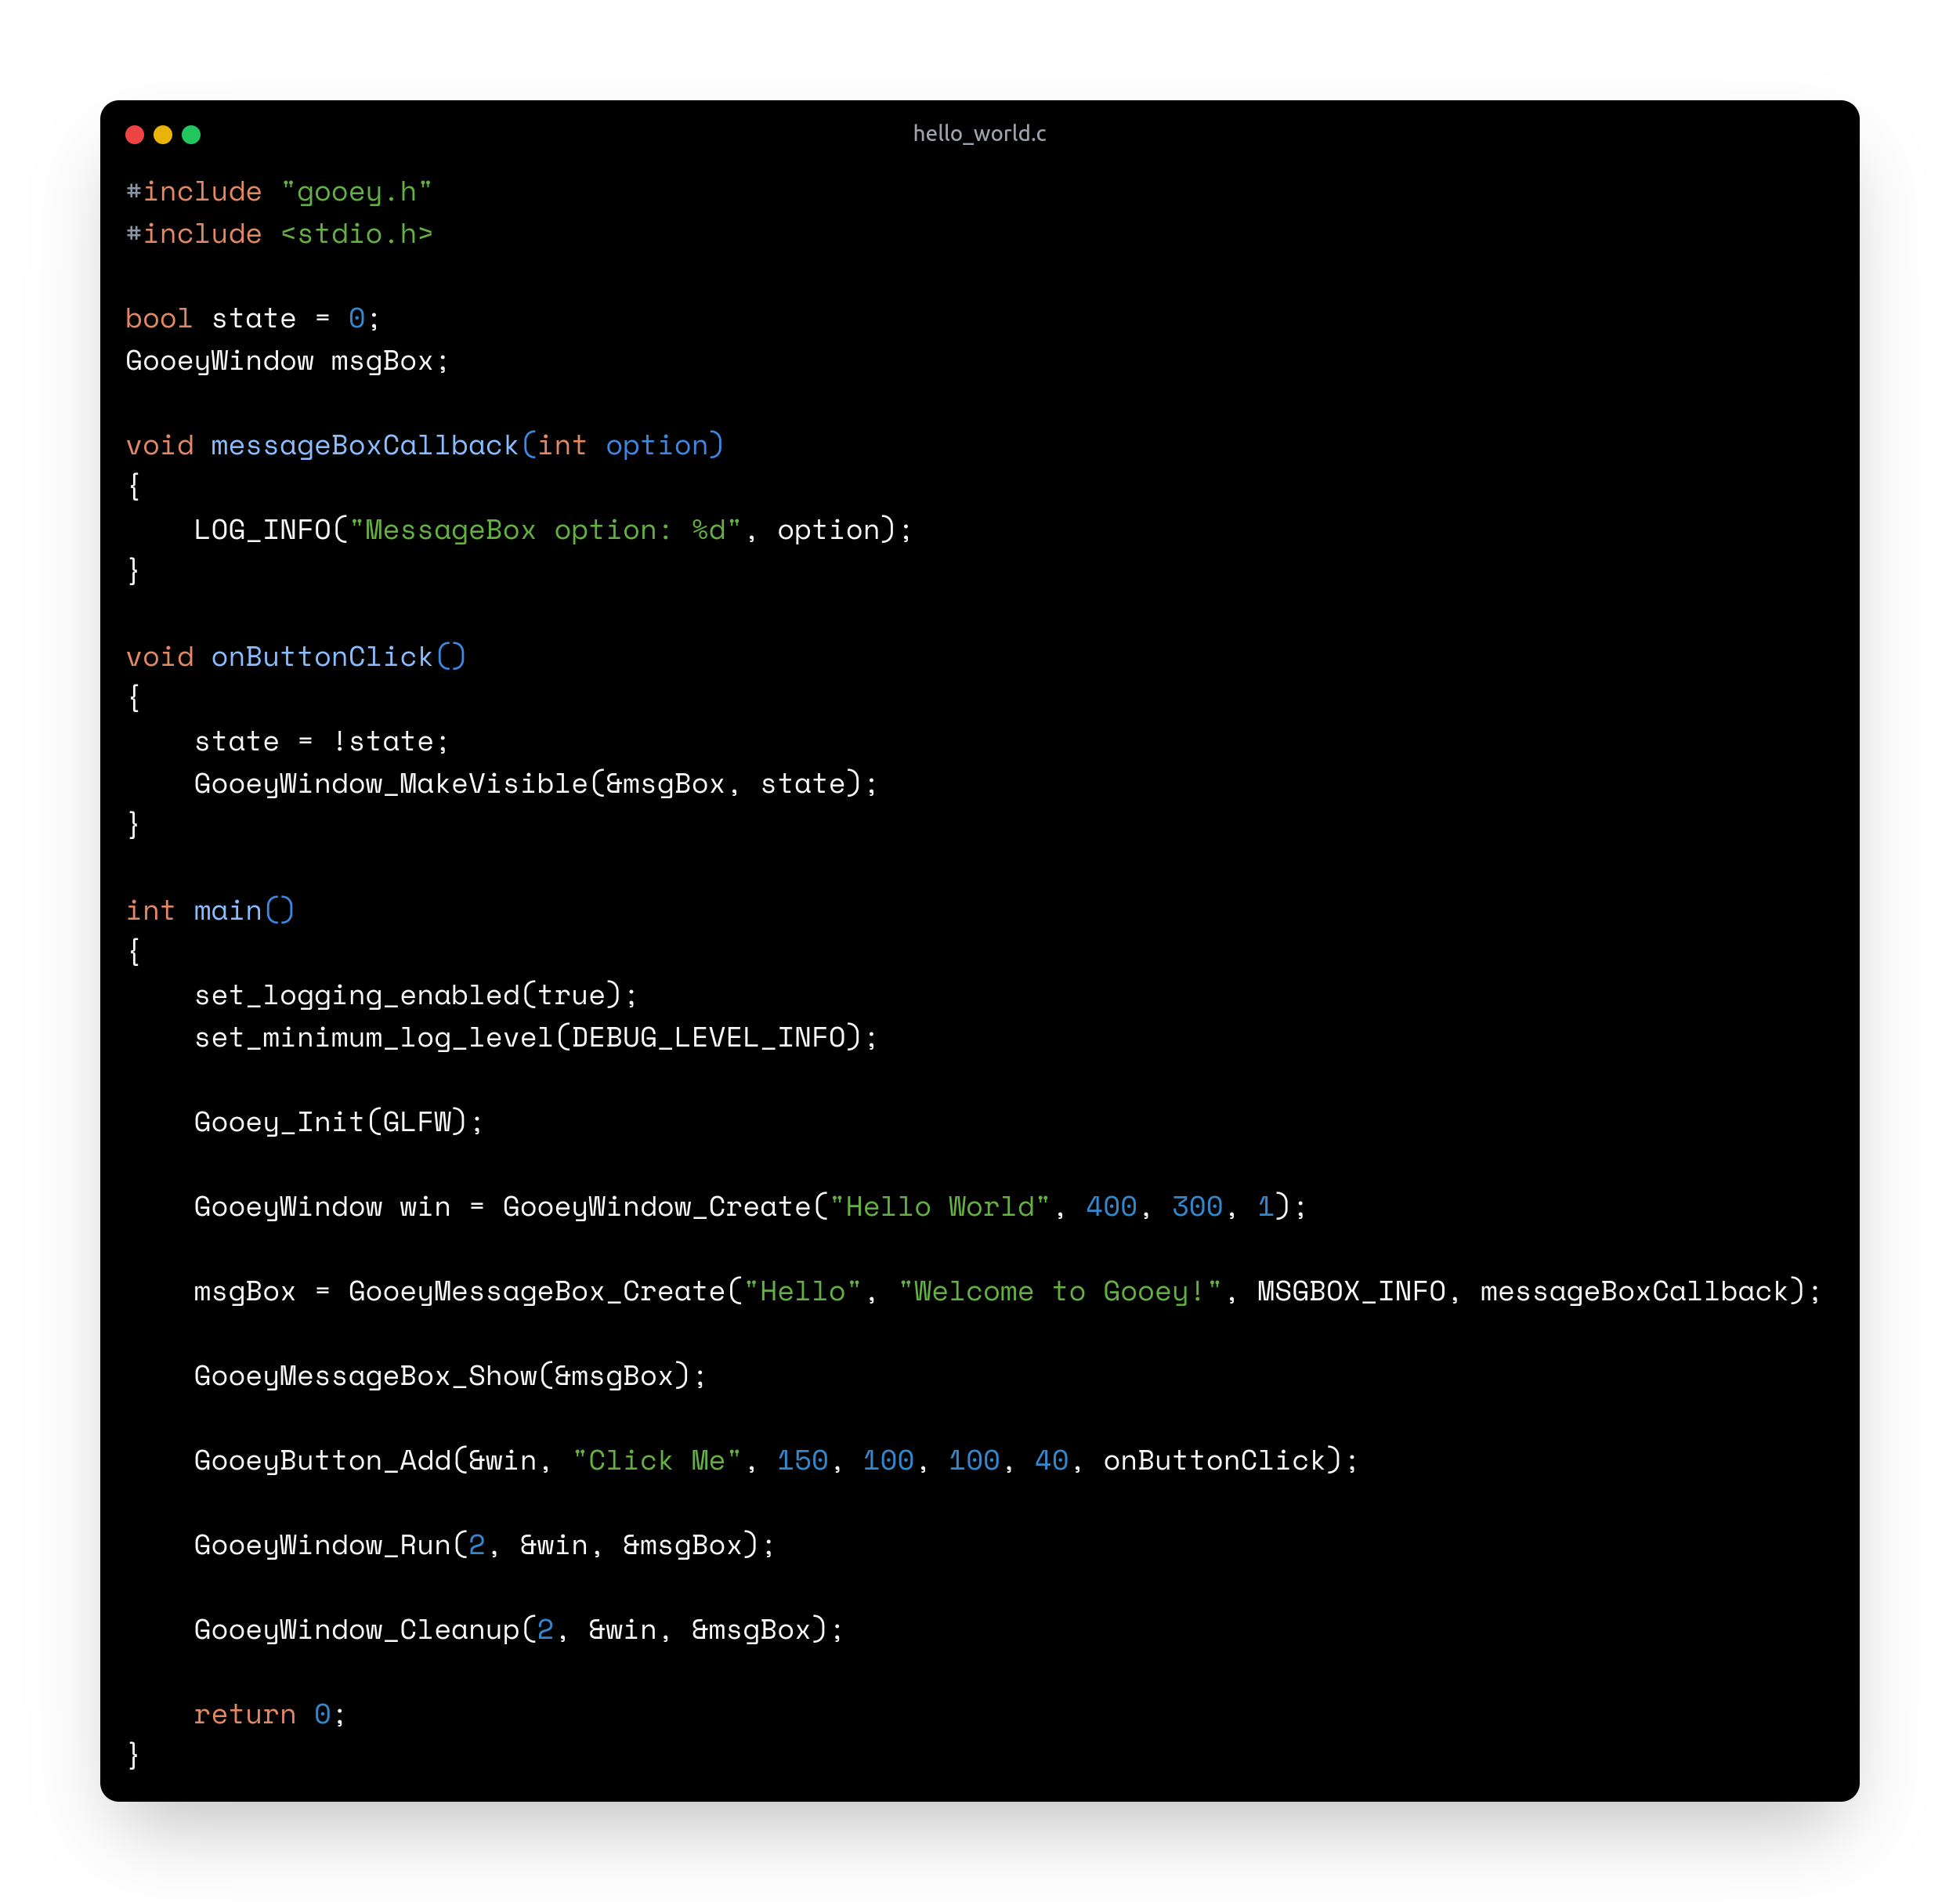 hello_world.c
#include "gooey.h"
#include <stdio.h>
bool state = 0;
GooeyWindow msgBox;
void messageBoxCallback(int option)
{
    LOG_INFO("MessageBox option: %d", option);
}
void onButtonClick()
{
    state = !state;
    GooeyWindow_MakeVisible(&msgBox, state);
}
int main()
{
    set_logging_enabled(true);
    set_minimum_log_level(DEBUG_LEVEL_INFO);
    Gooey_Init(GLFW);
    GooeyWindow win = GooeyWindow_Create("Hello World", 400, 300, 1);
    msgBox = GooeyMessageBox_Create("Hello", "Welcome to Gooey!", MSGBOX_INFO, messageBoxCallback);
    GooeyMessageBox_Show(&msgBox);
    GooeyButton_Add(&win, "Click Me", 150, 100, 100, 40, onButtonClick);
    GooeyWindow_Run(2, &win, &msgBox);
    GooeyWindow_Cleanup(2, &win, &msgBox);
    return 0;
}